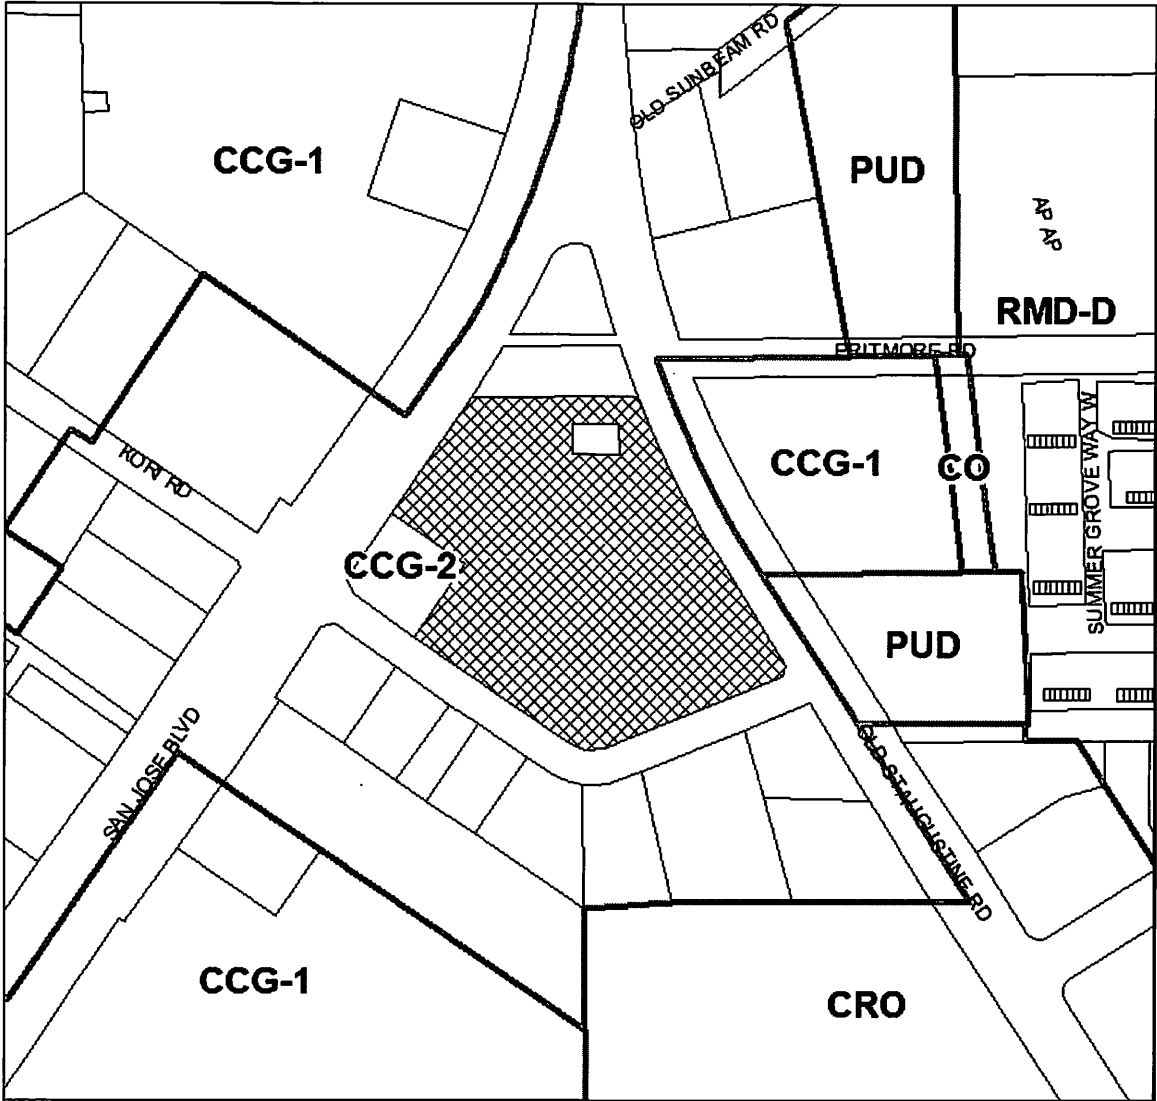 OLD SUNBEAM RD
CCG-1
PUD
AP AP
RMD-D
PRITMORE RD
CCG-1
CO
KORI RD
SUMMER GROVE WAY W
CCG-2
PUD
SAN JOSE BLVD
OLD ST AUGUSTINE RD
CCG-1
CRO